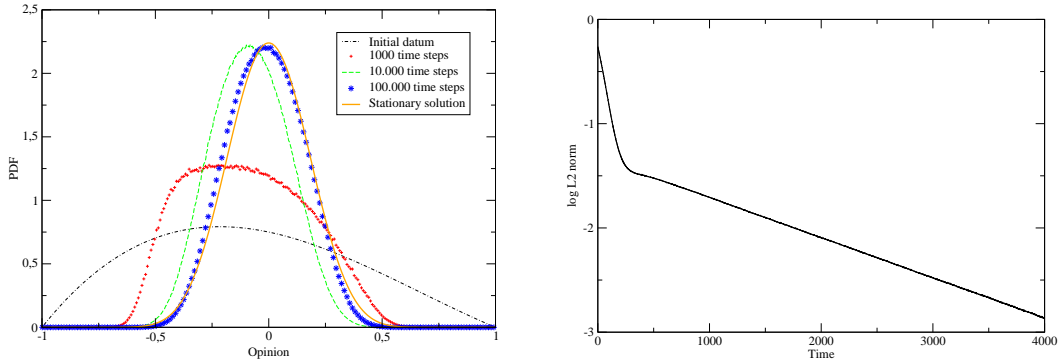 2,5
2
1,5
1
0,5
0
-1
-0,5
0
0,5
1
PDF
Opinion
Initial datum
1000 time steps
10.000 time steps
100.000 time steps
Stationary solution
0
-1
-2
-3
0
1000
2000
3000
4000
log L2 norm
Time